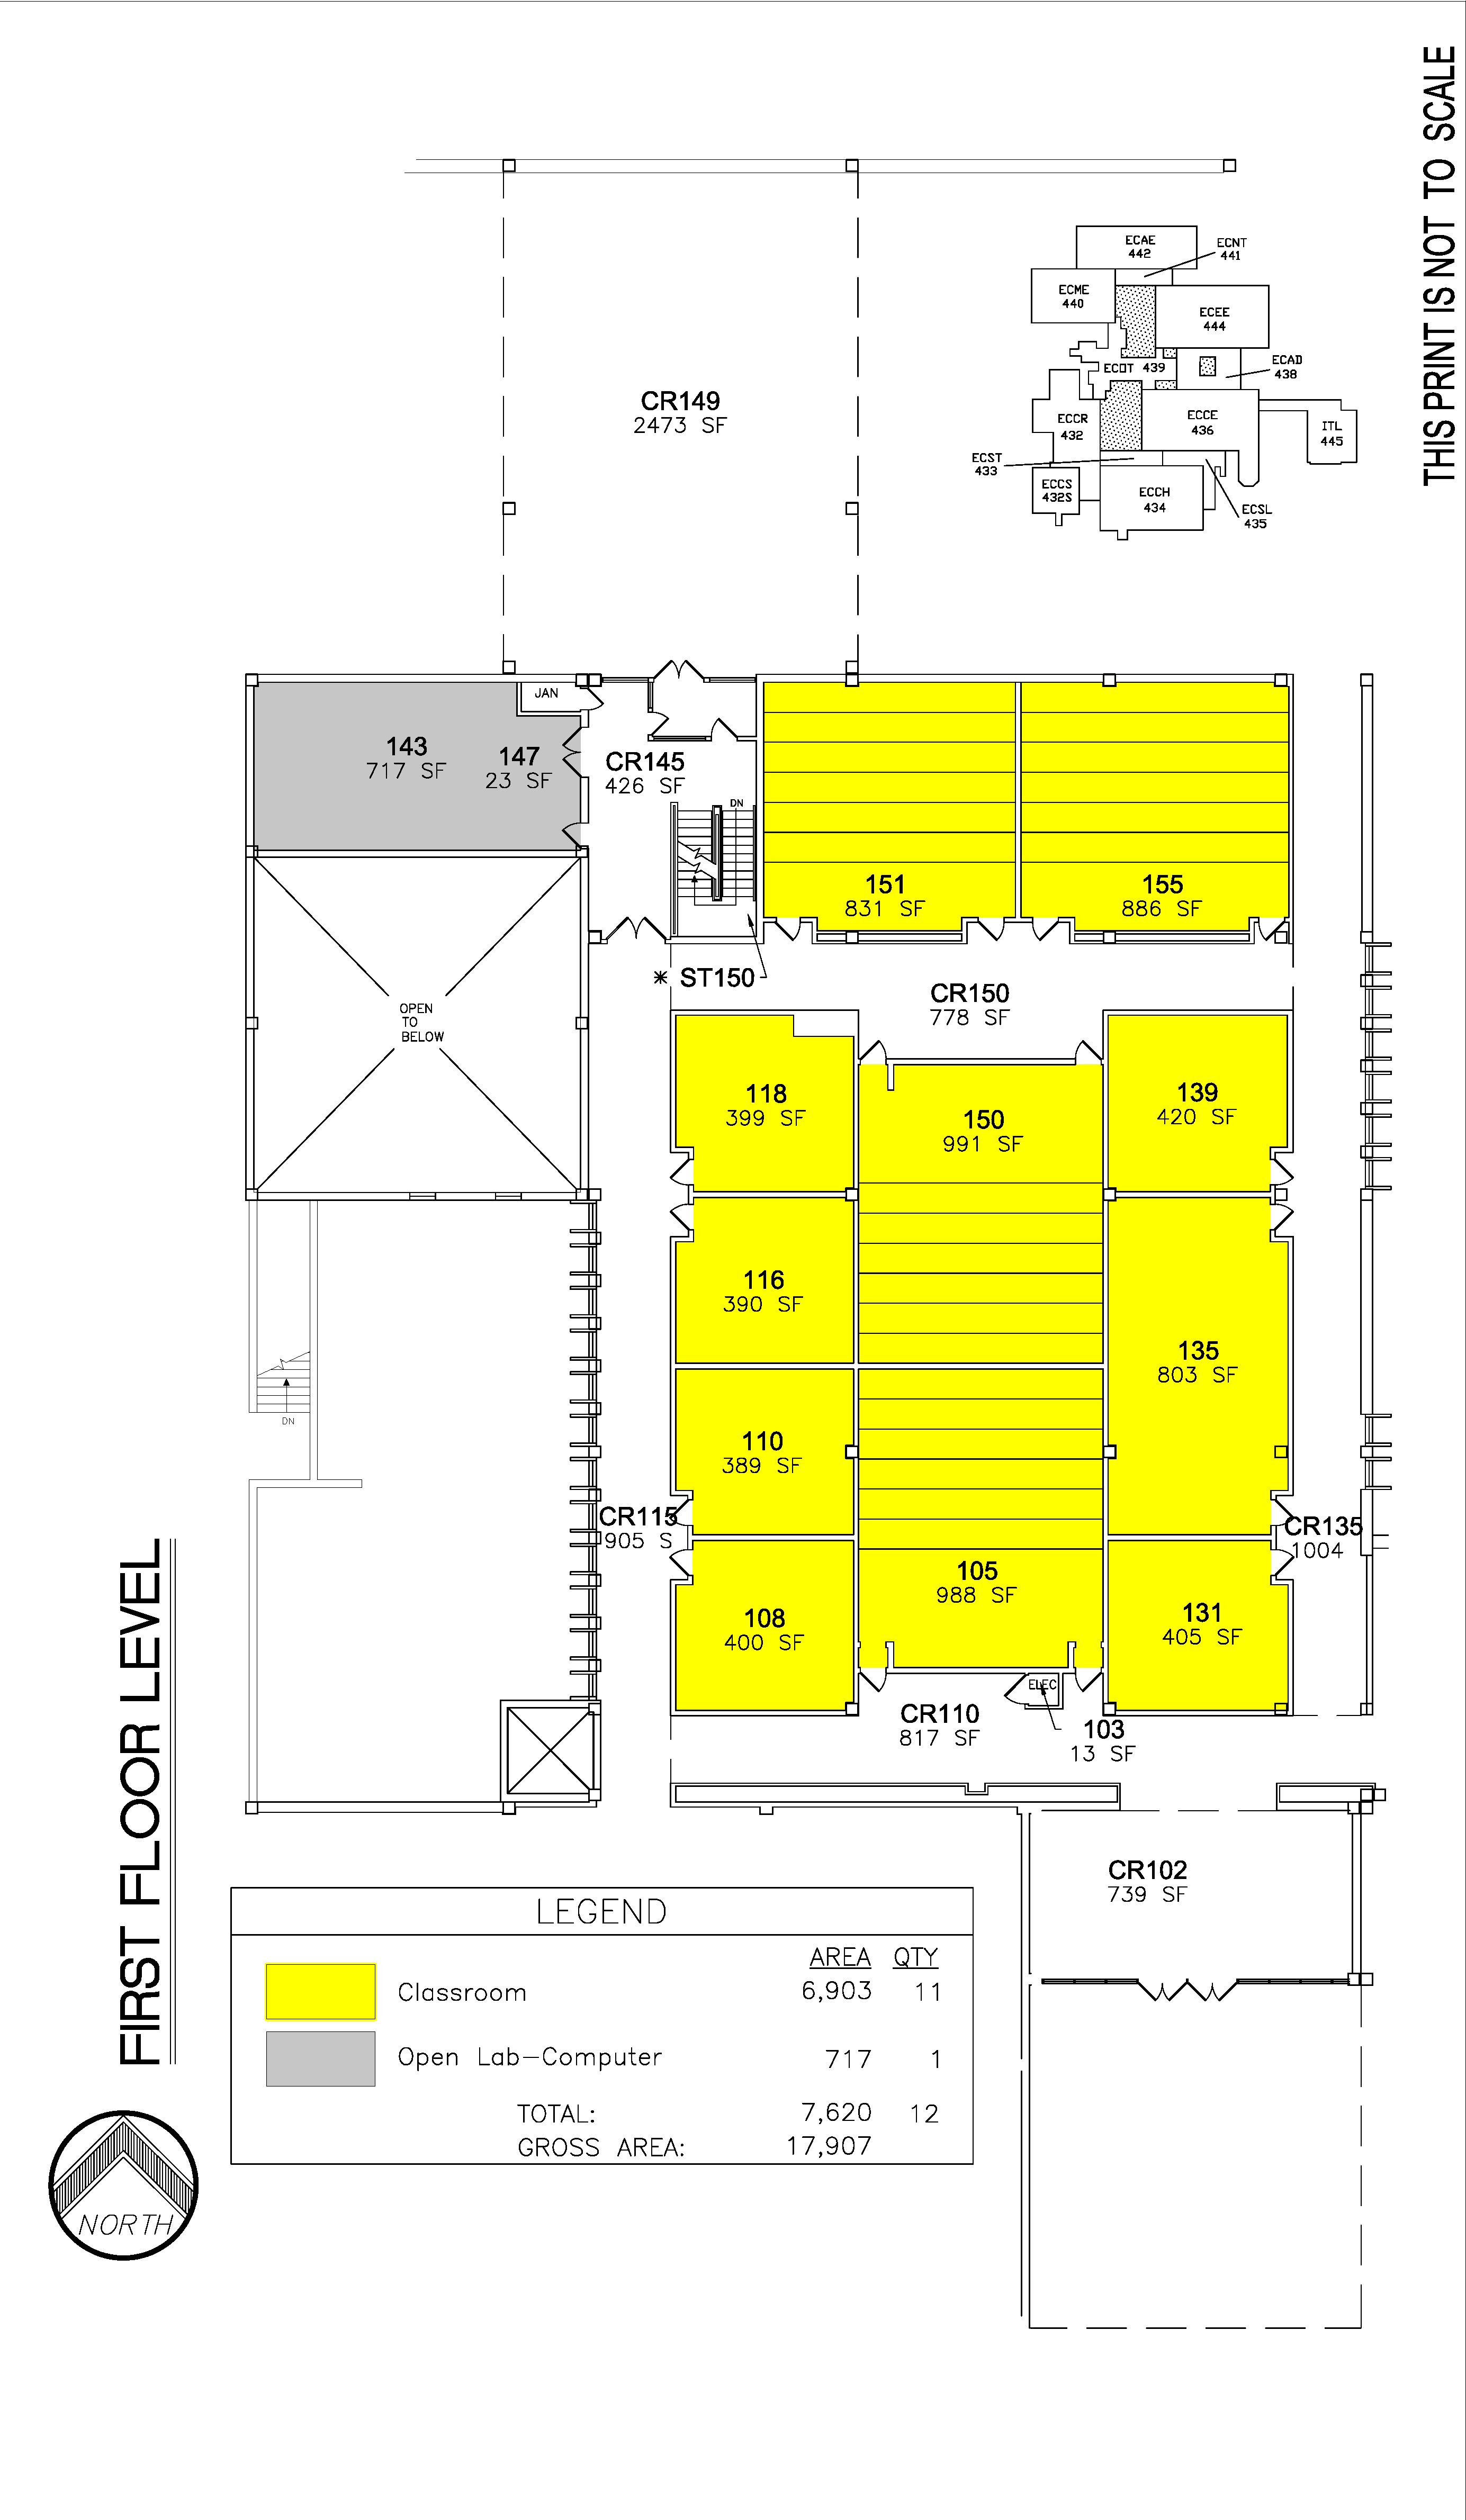 THIS PRINT IS NOT TO SCALE
ECAE
442
ECNT
441
ECME
440
ECEE
444
ECOT 439
ECAD
438
ECCR
432
ECCE
436
ITL
445
ECST
433
ECCS
432S
ECCH
434
ECSL
435
CR149
2473 SF
JAN
143
717 SF
147
23 SF
CR145
426 SF
DN
151
831 SF
155
886 SF
* ST150
CR150
778 SF
OPEN
TO
BELOW
118
399 SF
150
991 SF
139
420 SF
116
390 SF
135
803 SF
DN
110
389 SF
CR115
905 S
CR135
1004
105
988 SF
108
400 SF
131
405 SF
ELEC
CR110
817 SF
103
13 SF
CR102
739 SF
FIRST FLOOR LEVEL
LEGEND
AREA QTY
Classroom 6,903 11
Open Lab-Computer 717 1
TOTAL: 7,620 12
GROSS AREA: 17,907
NORTH